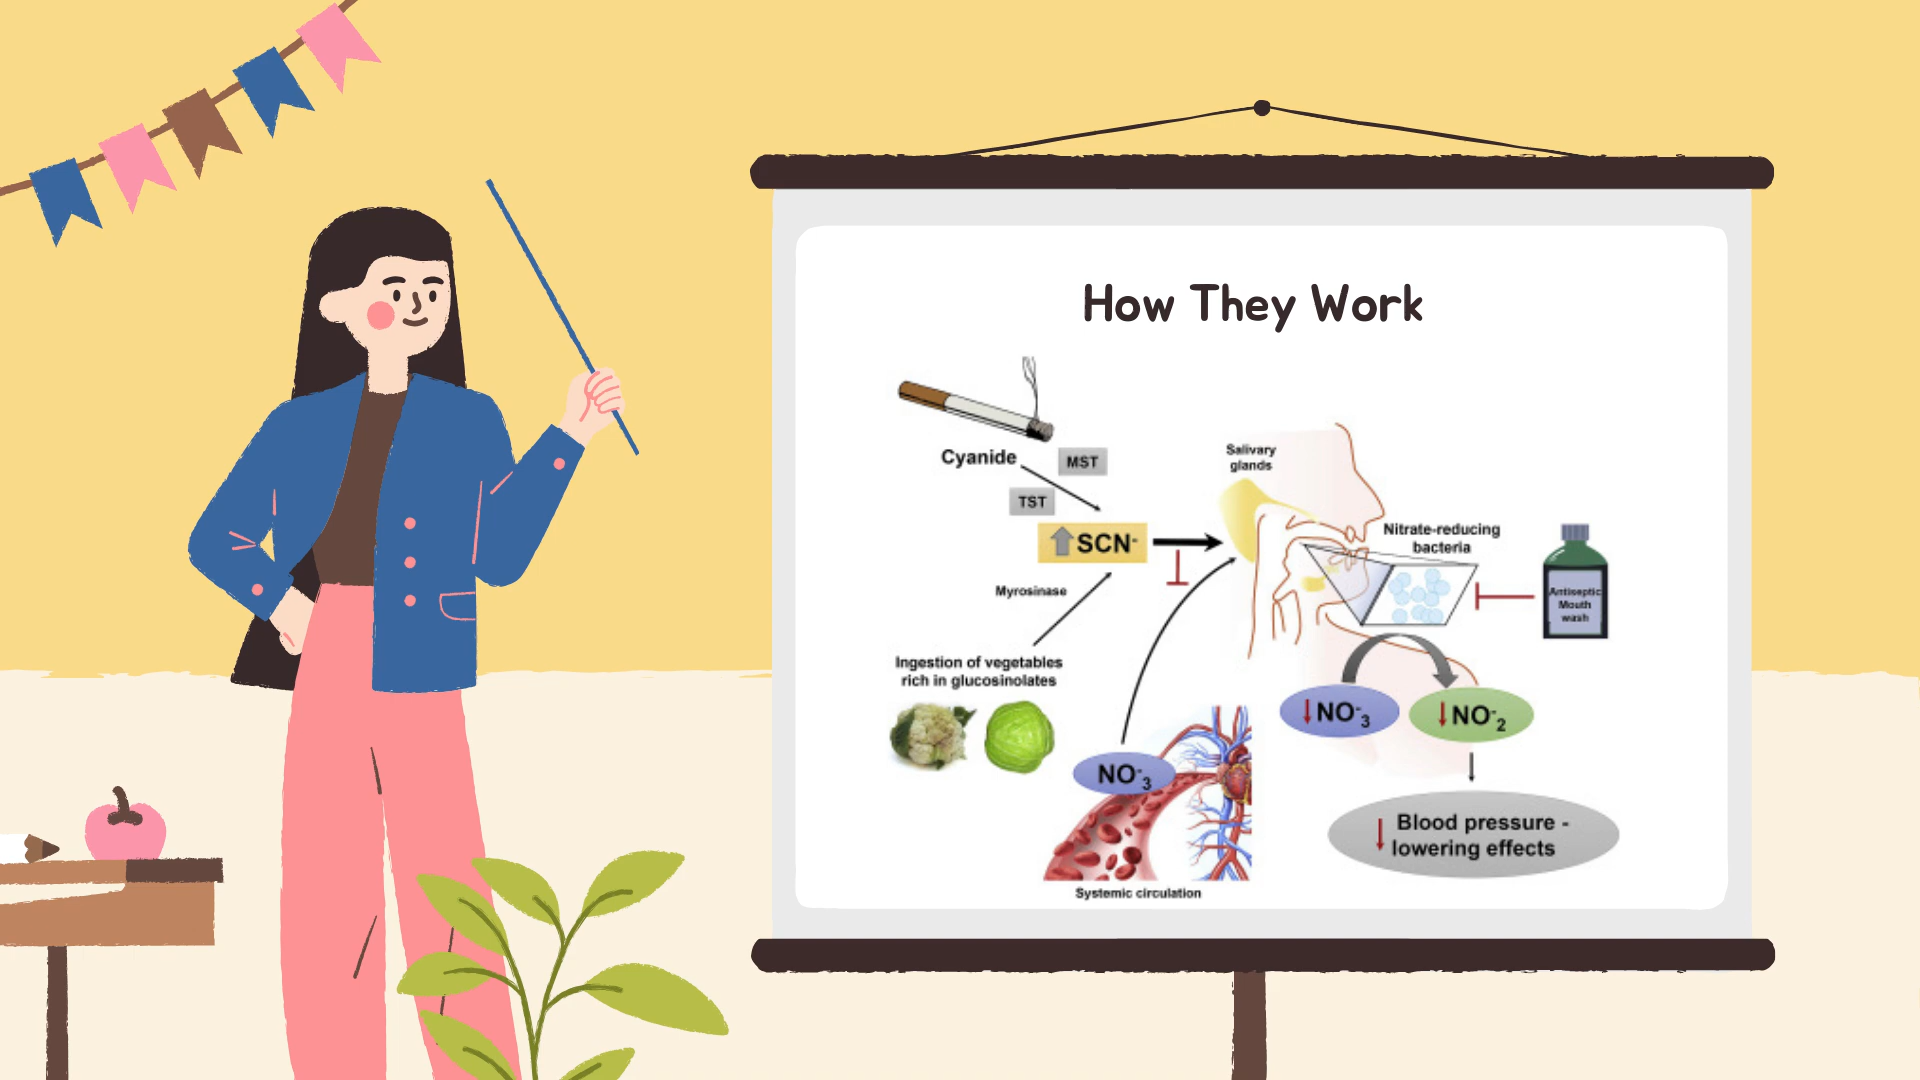 How They Work
Cyanide
MST
TST
SCN-
Myrosinase
Ingestion of vegetables
rich in glucosinolates
NO-3
Systemic circulation
Salivary
glands
Nitrate-reducing
bacteria
Antiseptic
Mouth
wash
NO-3
NO-2
Blood pressure -
lowering effects